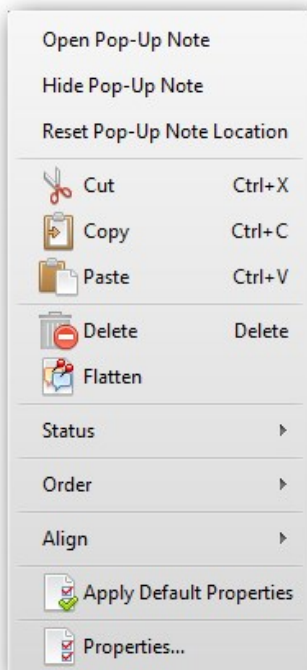 Open Pop-Up Note
Hide Pop-Up Note
Reset Pop-Up Note Location
Cut Ctrl+X
Copy Ctrl+C
Paste Ctrl+V
Delete Delete
Flatten
Status
Order
Align
Apply Default Properties
Properties...